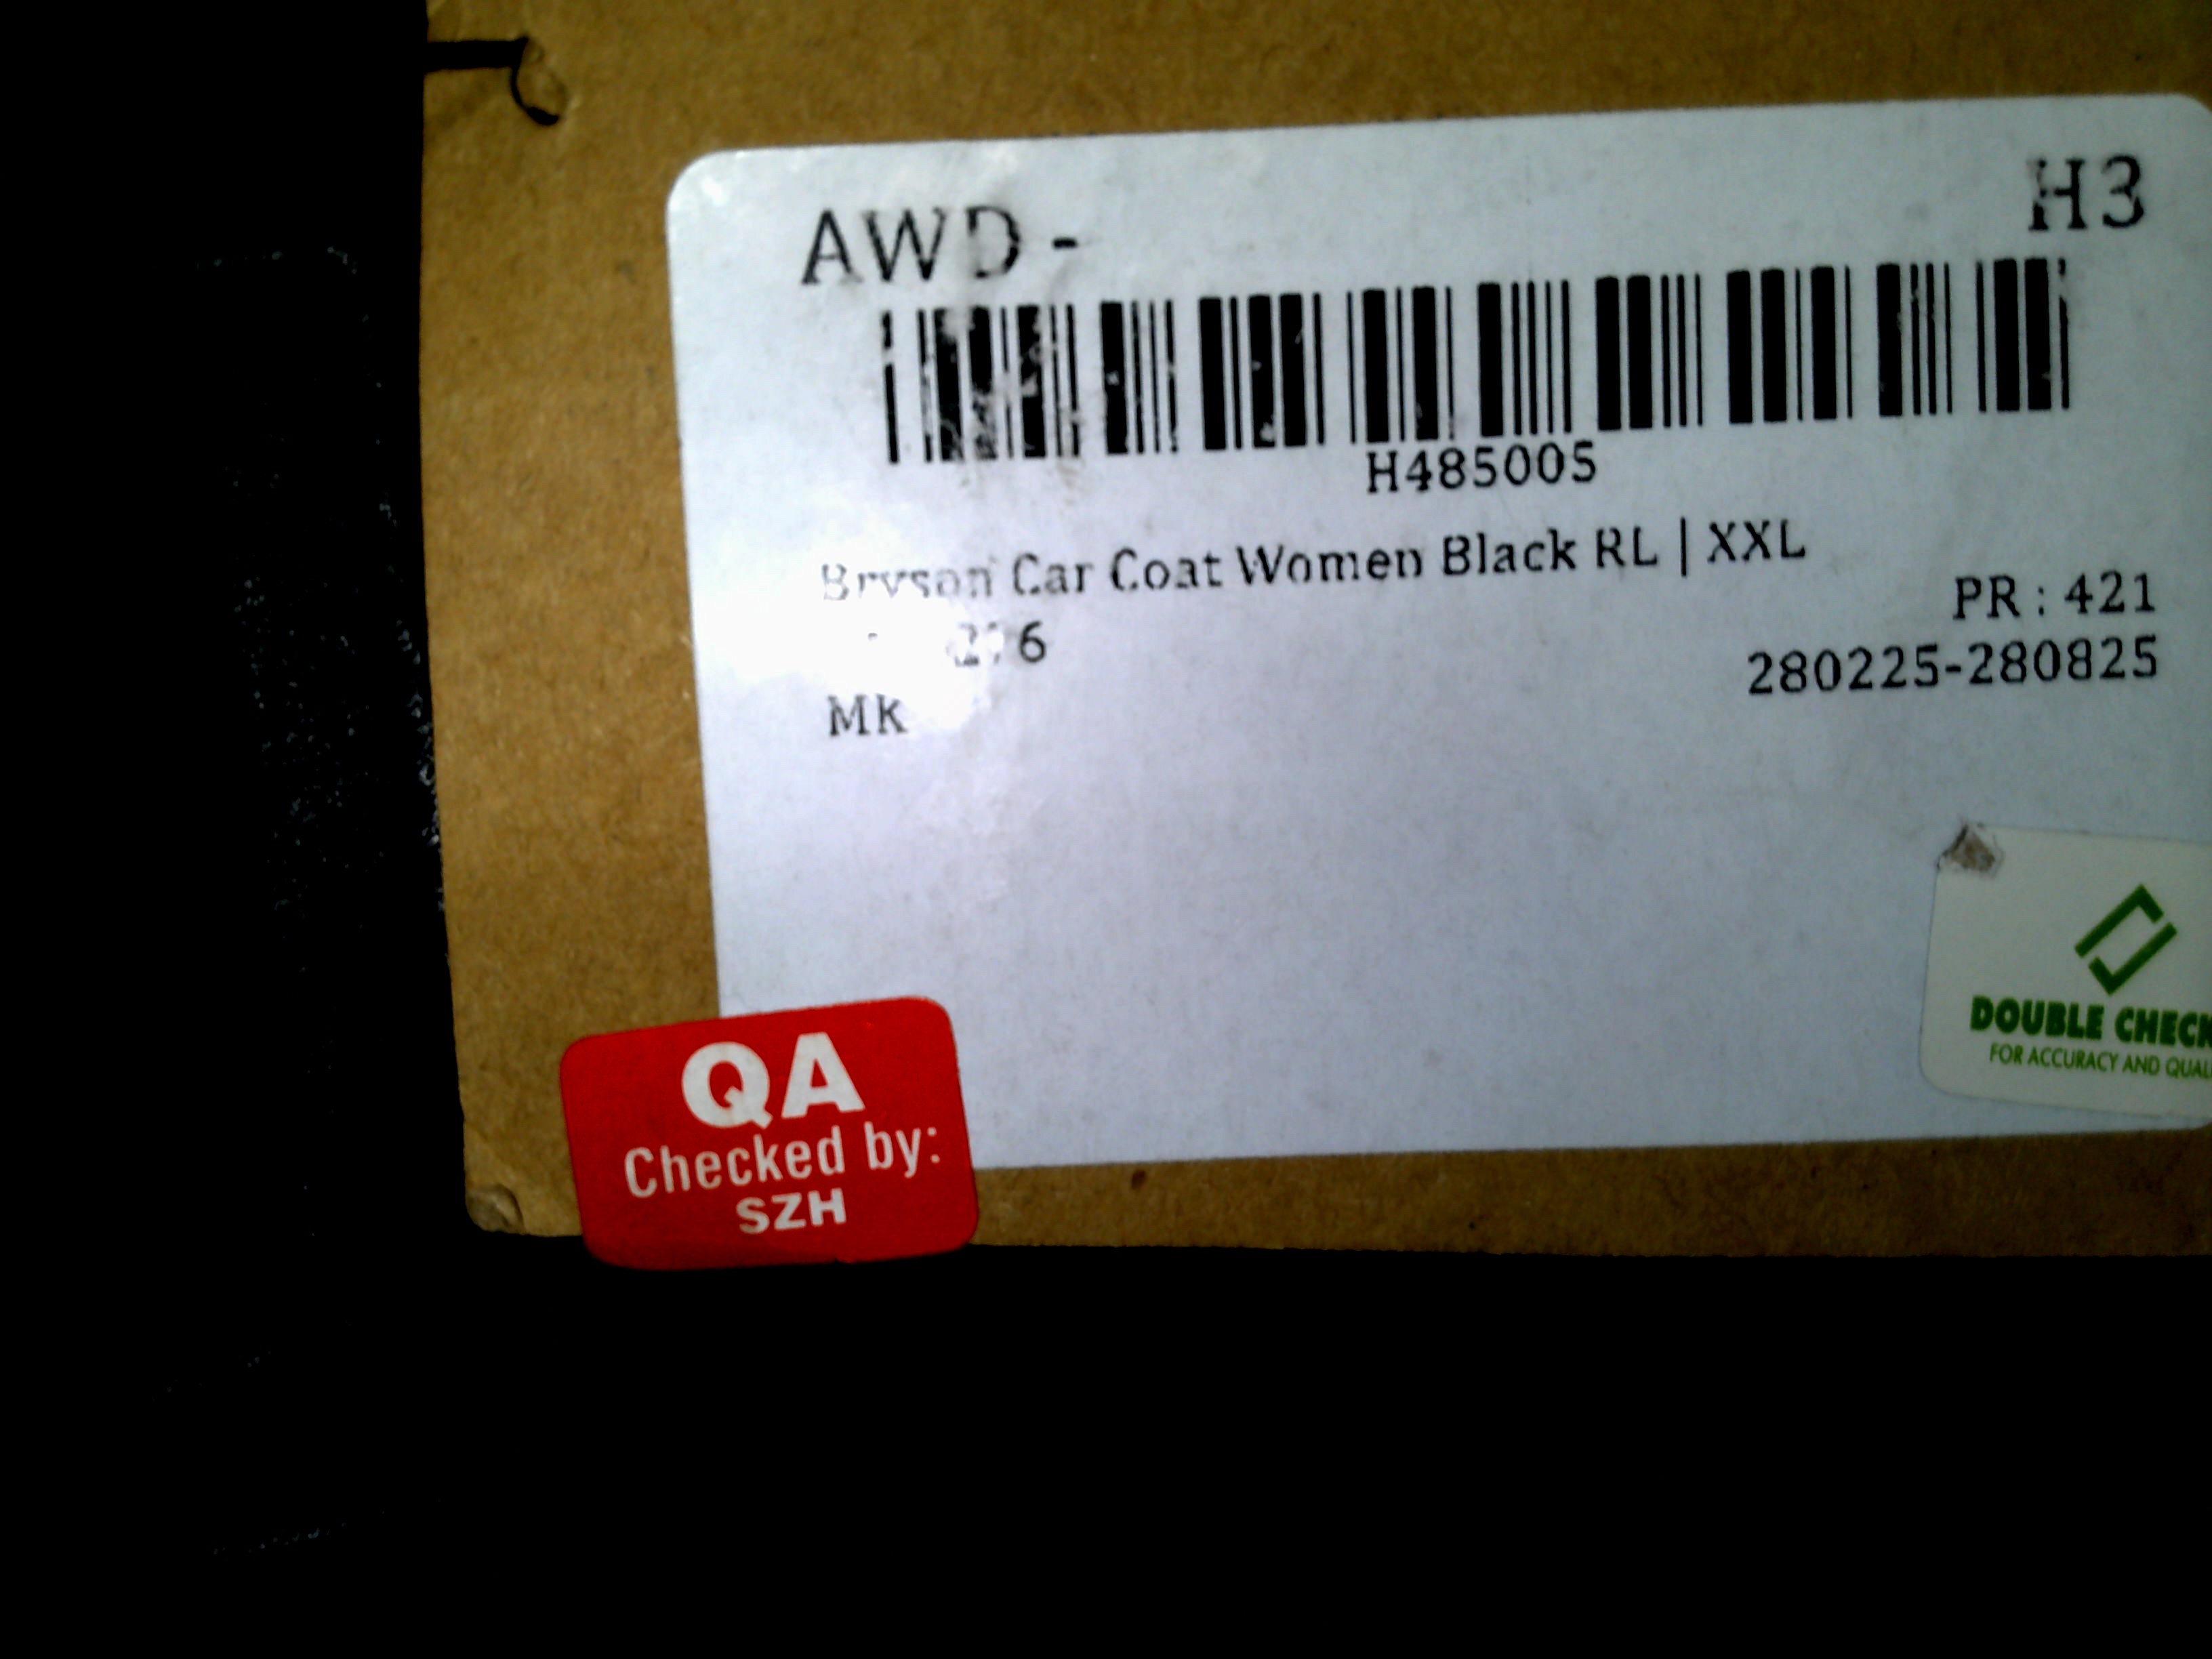 AWD - H3
H485005
Bryson Car Coat Women Black RL | XXL
PR : 421
280225-280825
MK
DOUBLE CHECK
FOR ACCURACY AND
QA
Checked by:
SZH